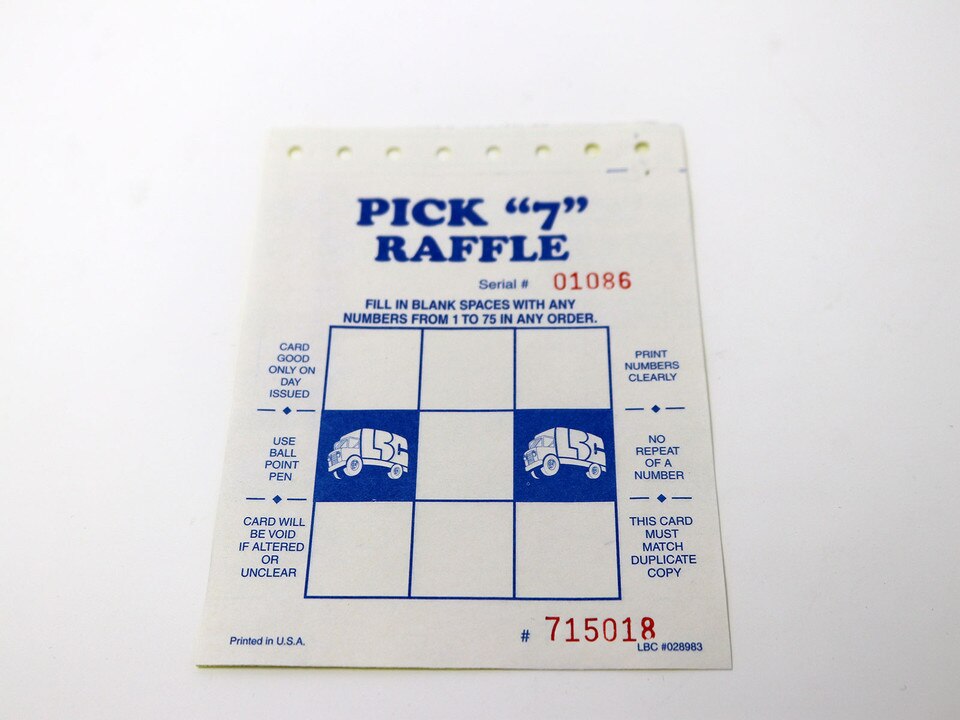 PICK “7”
RAFFLE
Serial # 01086
FILL IN BLANK SPACES WITH ANY
NUMBERS FROM 1 TO 75 IN ANY ORDER.
CARD
GOOD
ONLY ON
DAY
ISSUED
PRINT
NUMBERS
CLEARLY
USE
BALL
POINT
PEN
LBC
LBC
NO
REPEAT
OF A
NUMBER
CARD WILL
BE VOID
IF ALTERED
OR
UNCLEAR
THIS CARD
MUST
MATCH
DUPLICATE
COPY
# 715018
Printed in U.S.A.
LBC #028983